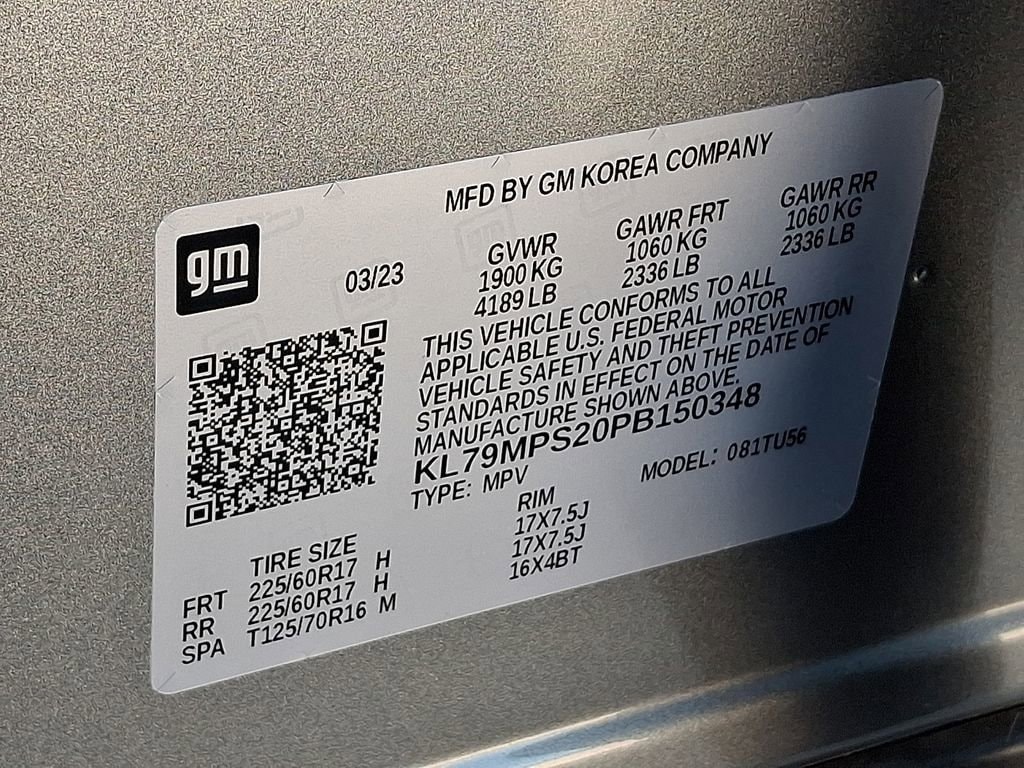 MFD BY GM KOREA COMPANY
gm
03/23
GVWR GAWR FRT GAWR RR
1900 KG 1060 KG 1060 KG
4189 LB 2336 LB 2336 LB
THIS VEHICLE CONFORMS TO ALL
APPLICABLE U.S. FEDERAL MOTOR
VEHICLE SAFETY AND THEFT PREVENTION
STANDARDS IN EFFECT ON THE DATE OF
MANUFACTURE SHOWN ABOVE.
KL79MPS20PB150348
TYPE: MPV MODEL: 081TU56
TIRE SIZE RIM
FRT 225/60R17 H 17X7.5J
RR 225/60R17 H 17X7.5J
SPA T125/70R16 M 16X4BT